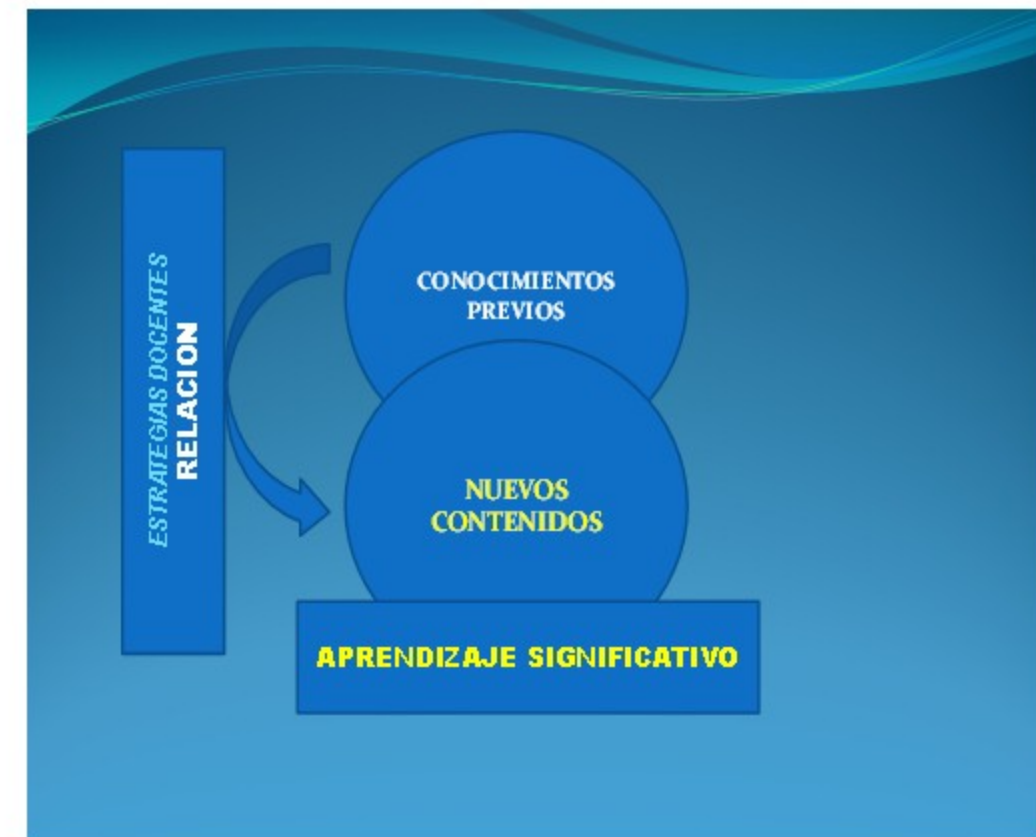 ESTRATEGIAS DOCENTES
RELACION
CONOCIMIENTOS
PREVIOS
NUEVOS
CONTENIDOS
APRENDIZAJE SIGNIFICATIVO